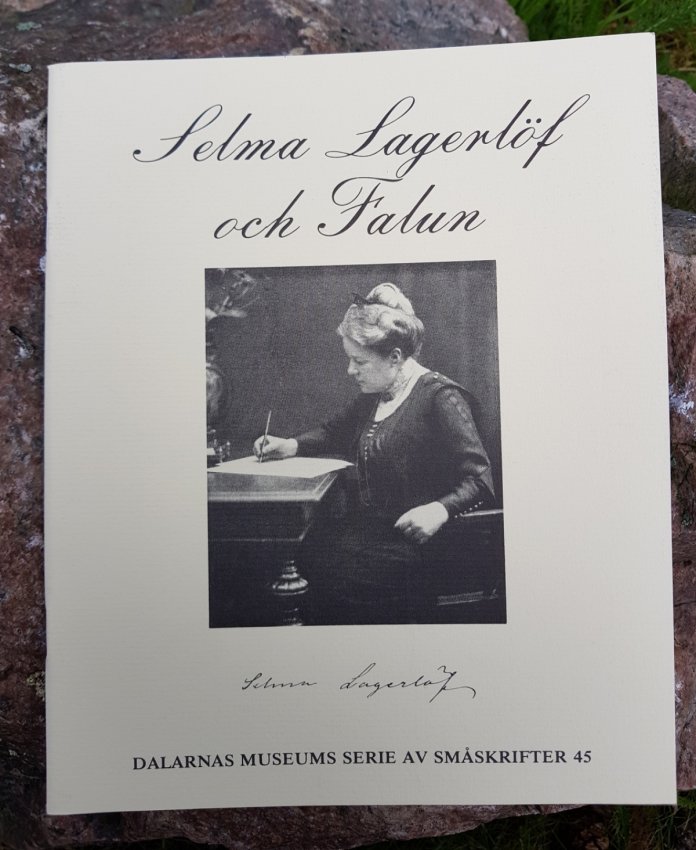 Selma Lagerlöf
och Falun
Selma Lagerlöf
DALARNAS MUSEUMS SERIE AV SMÅSKRIFTER 45